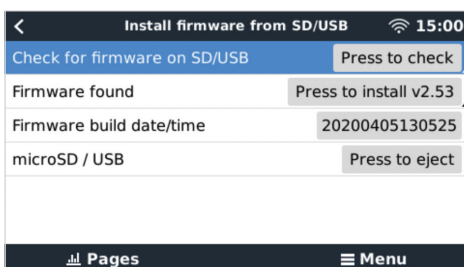 Install firmware from SD/USB 15:00
Check for firmware on SD/USB Press to check
Firmware found Press to install v2.53
Firmware build date/time 20200405130525
microSD / USB Press to eject
Pages Menu